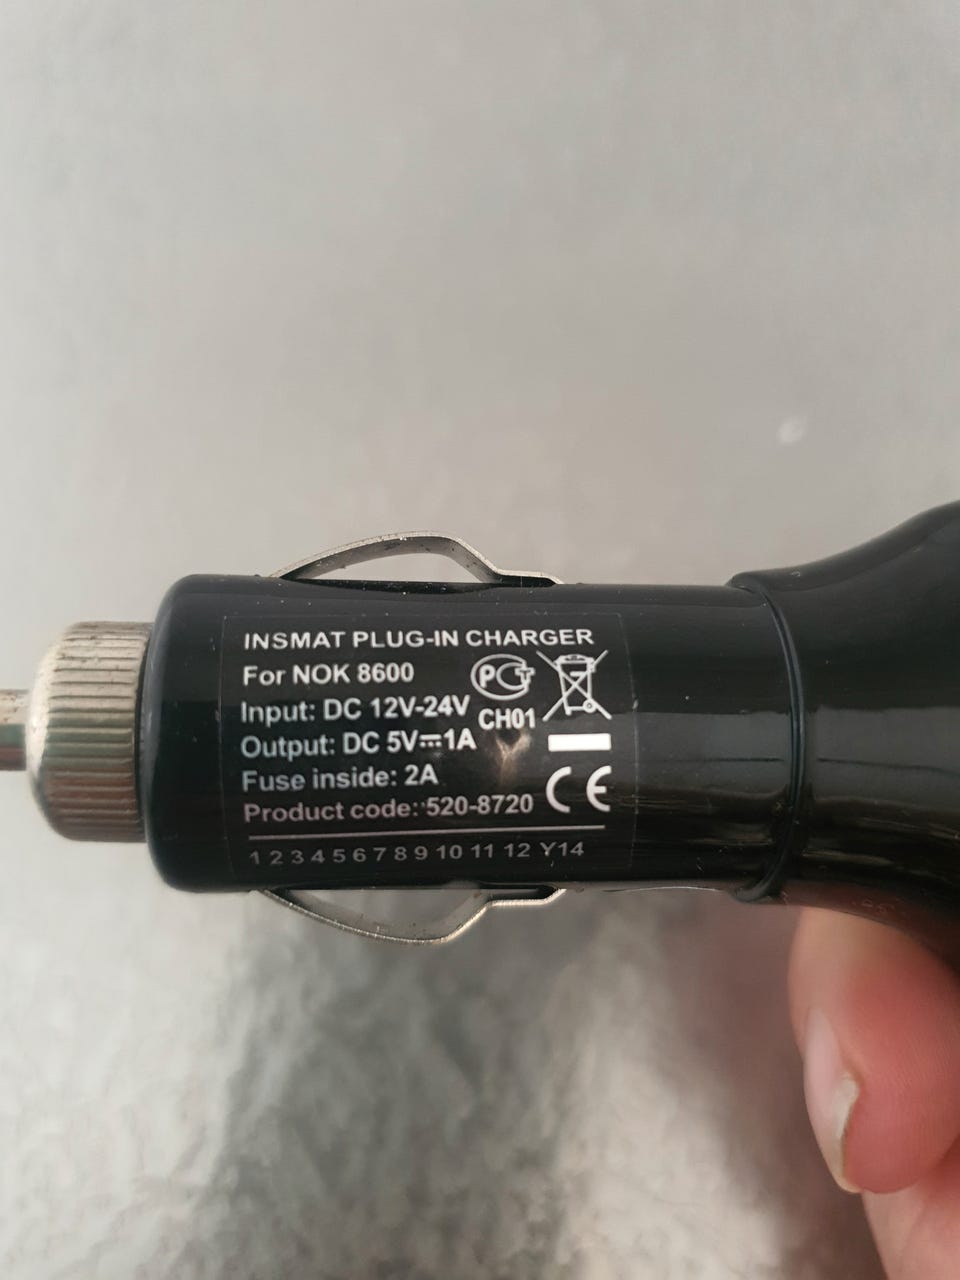 INSMAT PLUG-IN CHARGER
For NOK 8600
Input: DC 12V-24V
Output: DC 5V⎓1A
Fuse inside: 2A
Product code: 520-8720
PCT
CH01
CE
1 2 3 4 5 6 7 8 9 10 11 12 Y14